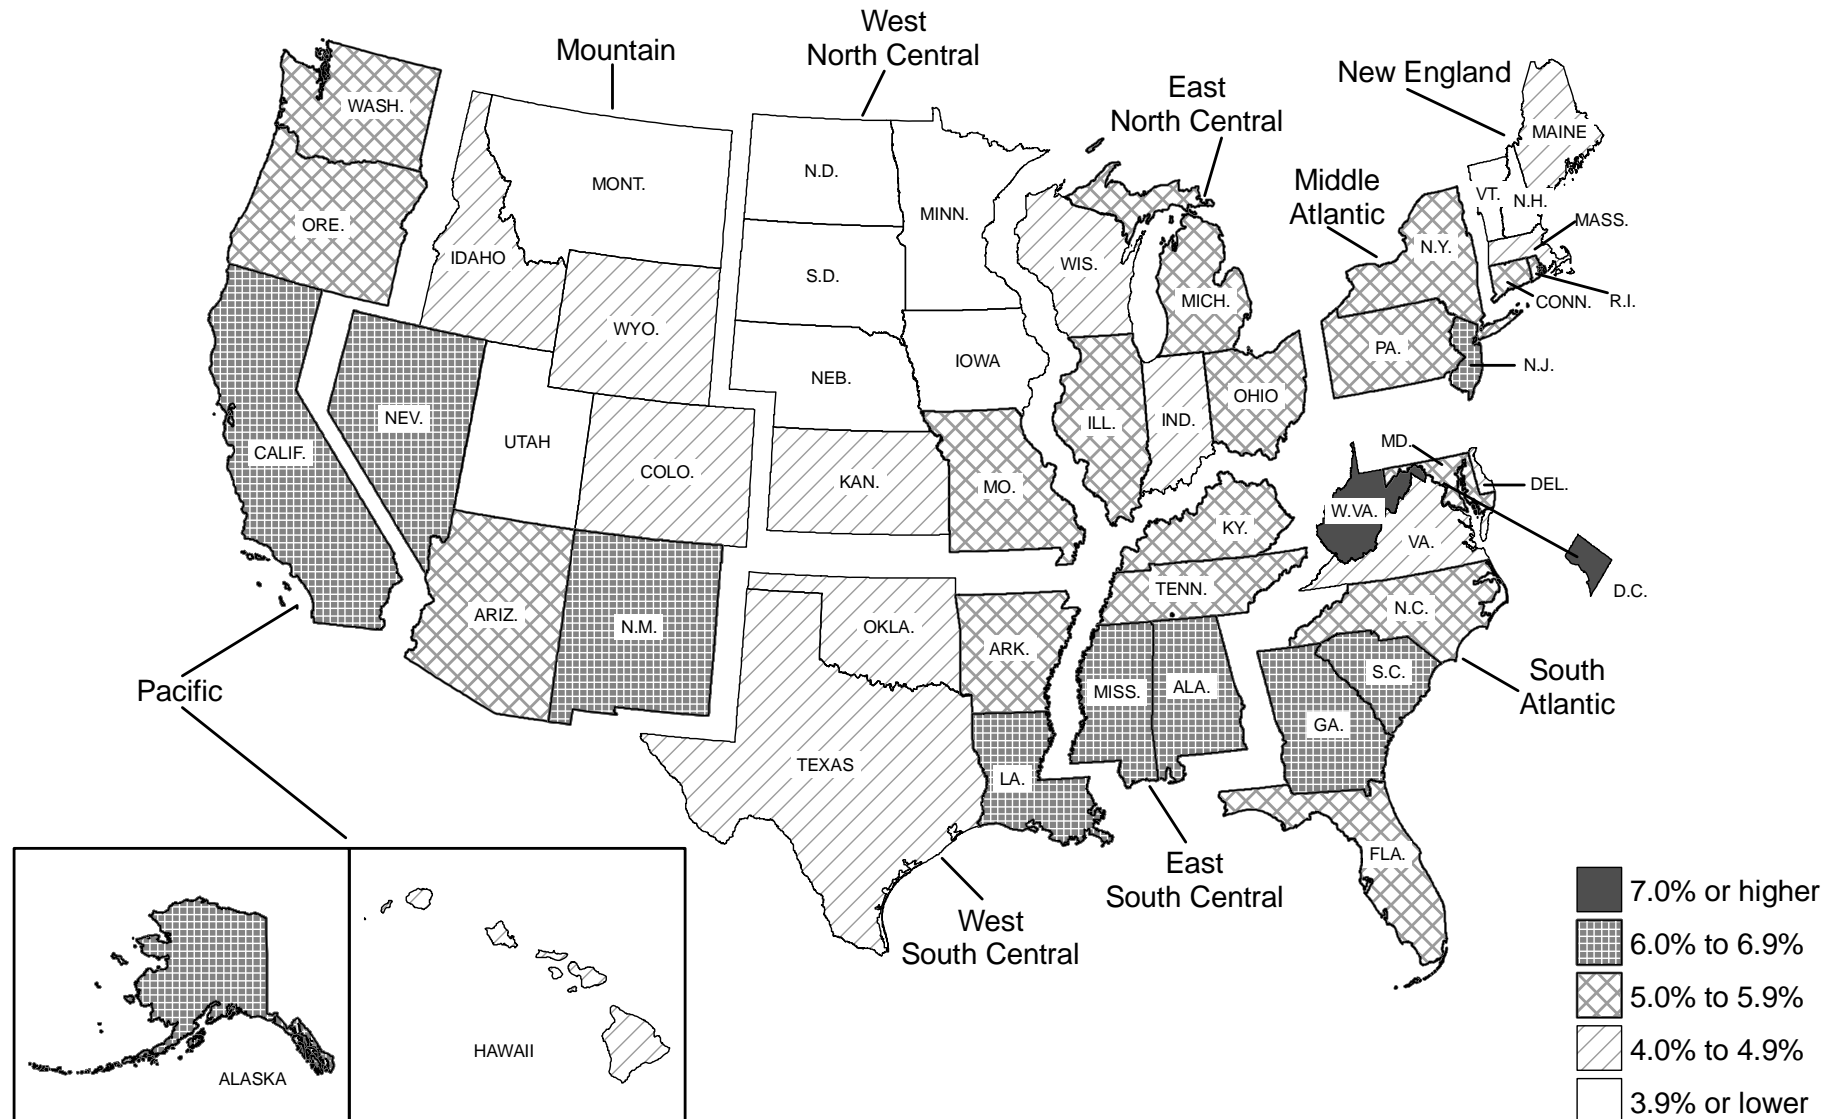 West
North Central
Mountain
New England
East
North Central
Middle
Atlantic
WASH.
MAINE
MONT.
N.D.
MINN.
VT.
N.H.
MASS.
ORE.
IDAHO
S.D.
WIS.
MICH.
N.Y.
CONN.
R.I.
WYO.
NEB.
IOWA
PA.
N.J.
NEV.
UTAH
COLO.
KAN.
MO.
ILL.
IND.
OHIO
CALIF.
MD.
DEL.
W.VA.
VA.
KY.
D.C.
TENN.
N.C.
ARIZ.
N.M.
OKLA.
ARK.
MISS.
ALA.
S.C.
GA.
South
Atlantic
Pacific
TEXAS
LA.
FLA.
East
South Central
West
South Central
HAWAII
ALASKA
7.0% or higher
6.0% to 6.9%
5.0% to 5.9%
4.0% to 4.9%
3.9% or lower